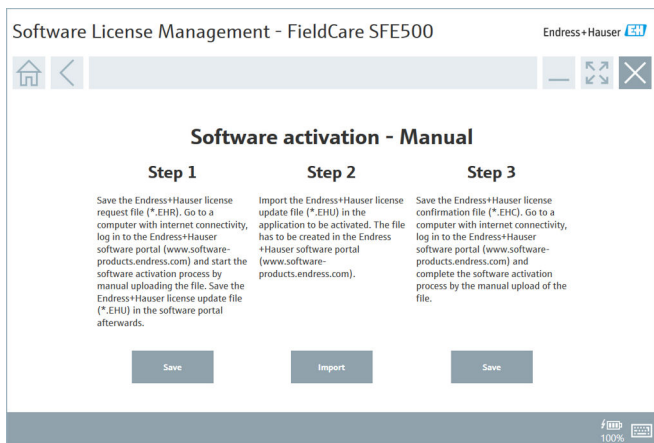 Software License Management - FieldCare SFE500
Endress+Hauser EH
Software activation - Manual
Step 1
Save the Endress+Hauser license
request file (*.EHR). Go to a
computer with internet connectivity,
log in to the Endress+Hauser
software portal (www.software-
products.endress.com) and start the
software activation process by
manual uploading the file. Save the
Endress+Hauser license update file
(*.EHU) in the software portal
afterwards.
Save
Step 2
Import the Endress+Hauser license
update file (*.EHU) in the
application to be activated. The file
has to be created in the Endress
+Hauser software portal
(www.software-
products.endress.com).
Import
Step 3
Save the Endress+Hauser license
confirmation file (*.EHC). Go to a
computer with internet connectivity,
log in to the Endress+Hauser
software portal (www.software-
products.endress.com) and
complete the software activation
process by the manual upload of the
file.
Save
100%